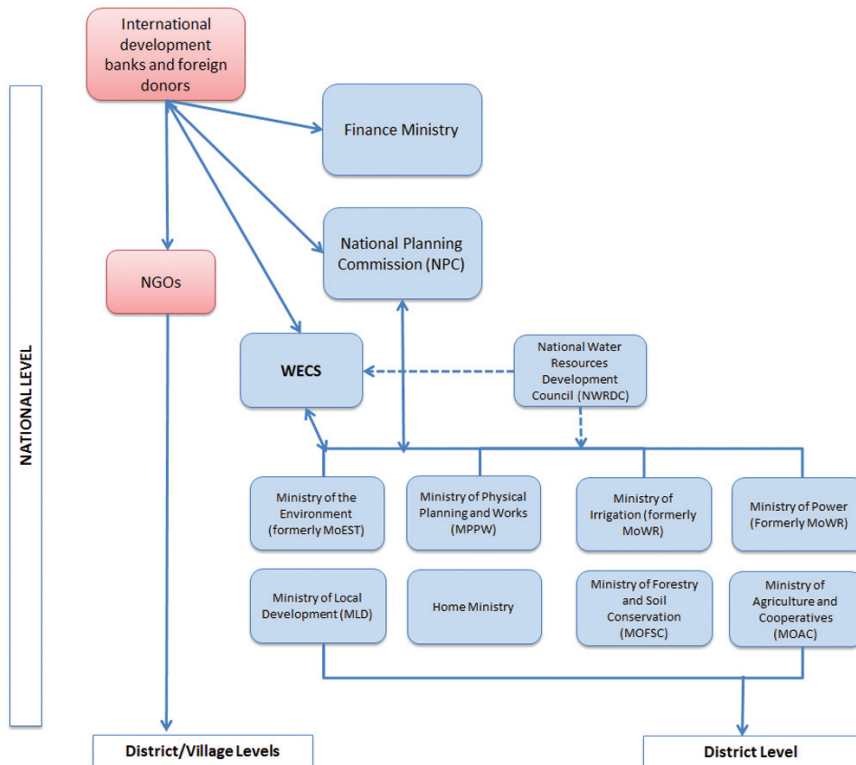 International
development
banks and foreign
donors
Finance Ministry
National Planning
Commission (NPC)
NGOs
WECS
National Water
Resources
Development
Council (NWRDC)
NATIONAL LEVEL
Ministry of the
Environment
(formerly MoEST)
Ministry of Physical
Planning and Works
(MPPW)
Ministry of
Irrigation (formerly
MoWR)
Ministry of Power
(Formerly MoWR)
Ministry of Local
Development (MLD)
Home Ministry
Ministry of Forestry
and Soil
Conservation
(MOFSC)
Ministry of
Agriculture and
Cooperatives
(MOAC)
District/Village Levels
District Level